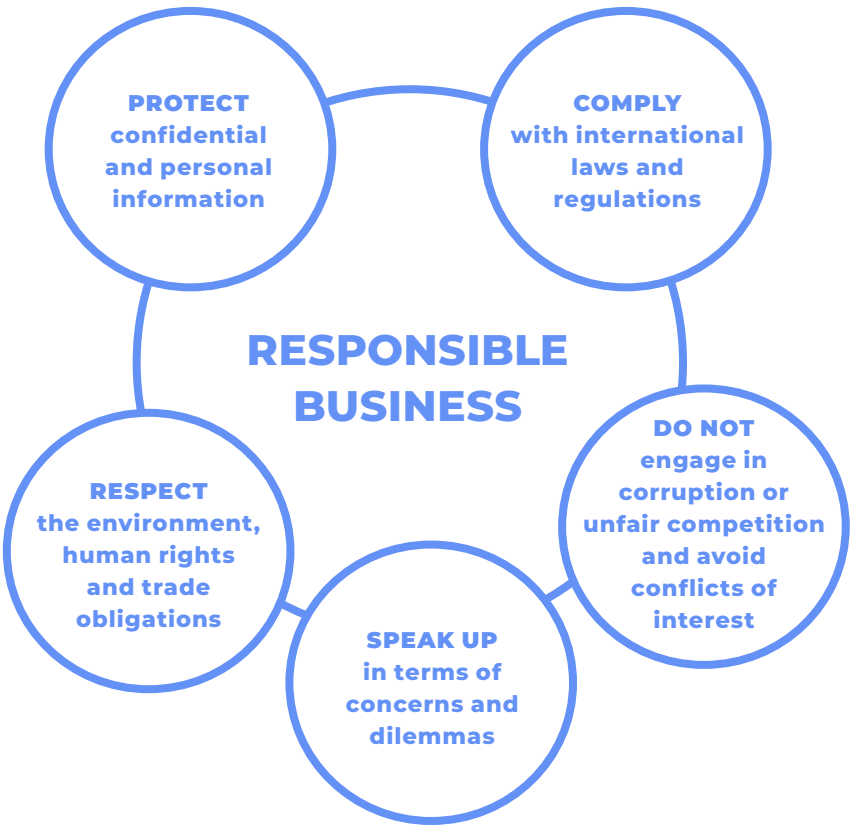 PROTECT
confidential
and personal
information
COMPLY
with international
laws and
regulations
RESPONSIBLE
BUSINESS
DO NOT
engage in
corruption or
unfair competition
and avoid
conflicts of
interest
RESPECT
the environment,
human rights
and trade
obligations
SPEAK UP
in terms of
concerns and
dilemmas